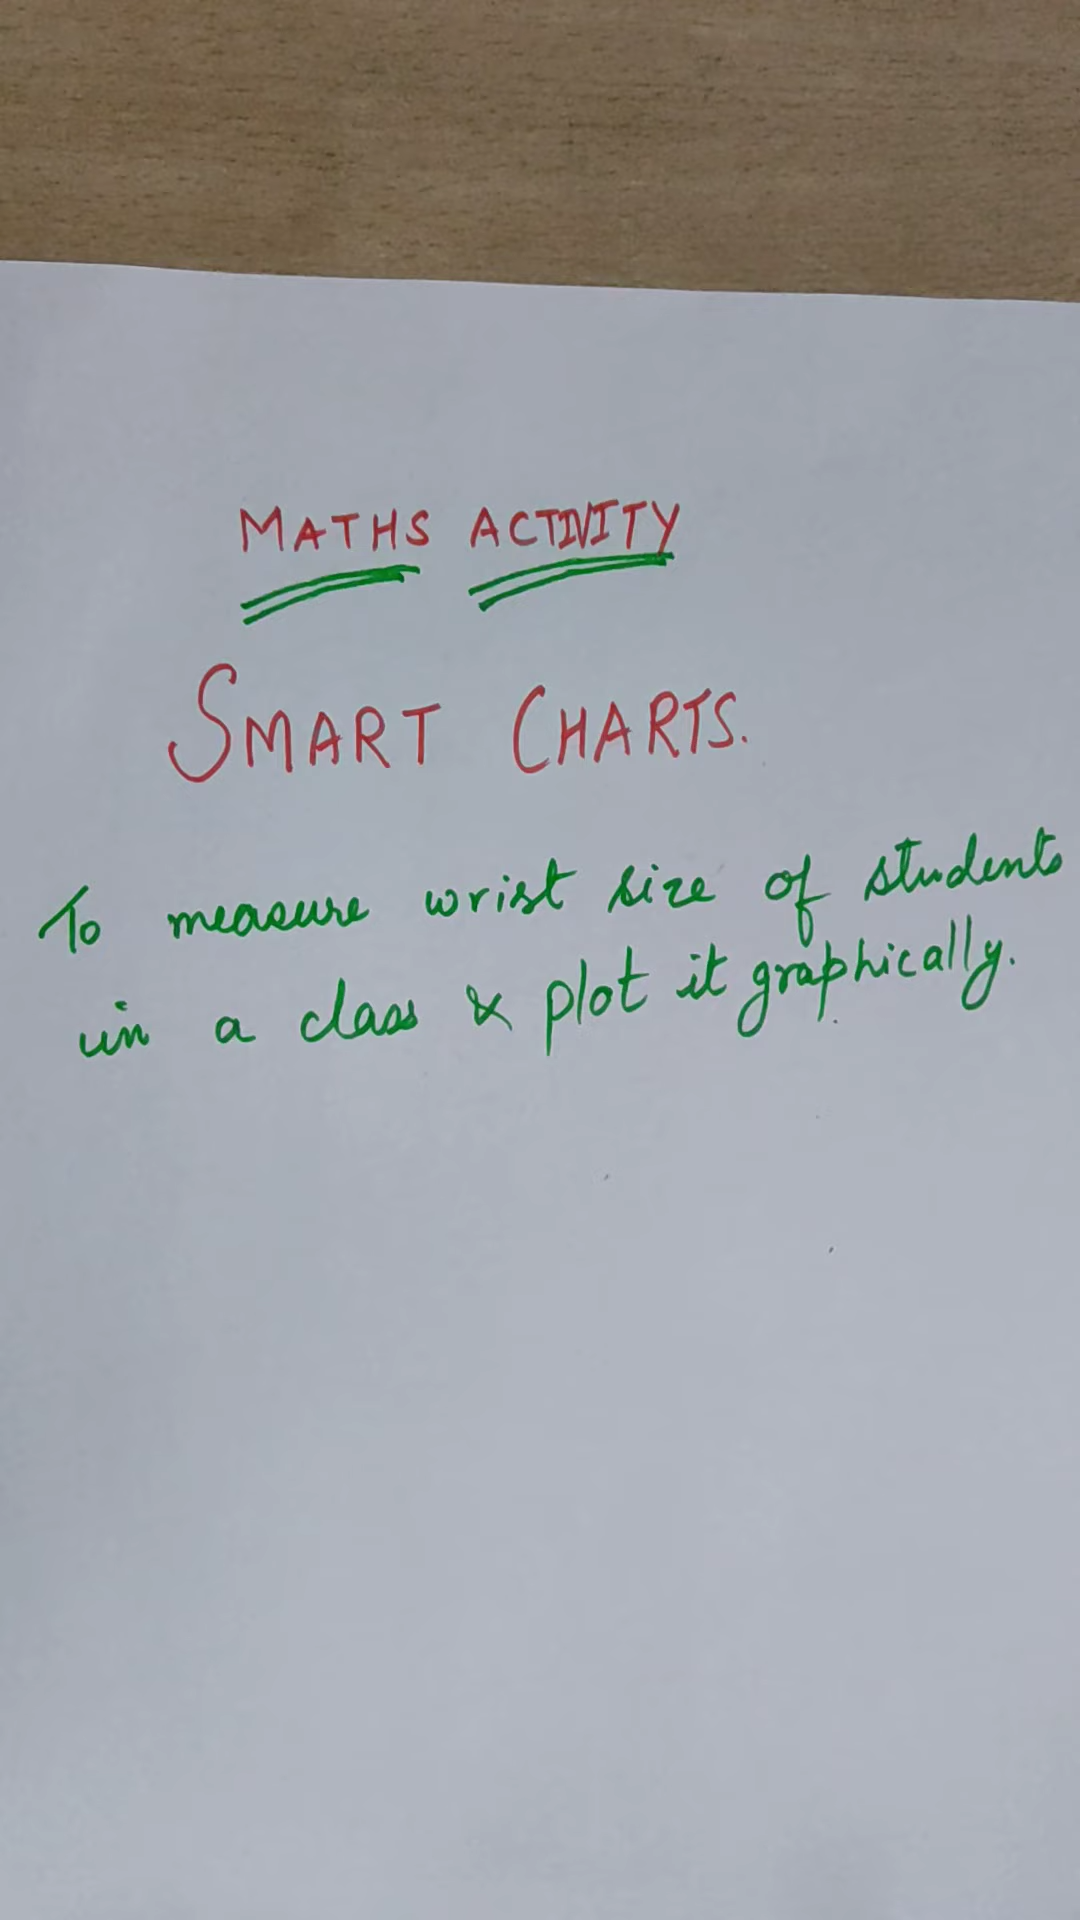 MATHS ACTIVITY
SMART CHARTS.
To measure wrist size of students
in a class & plot it graphically.